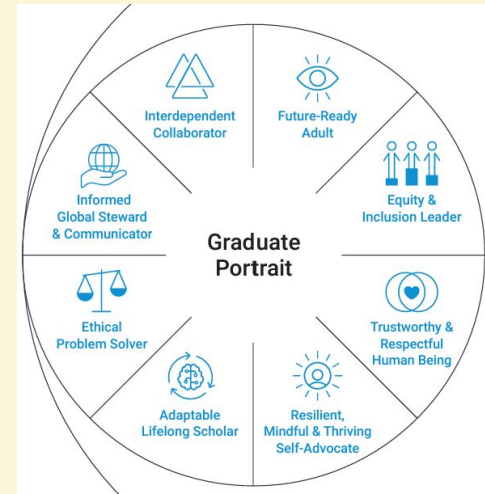 Interdependent
Collaborator
Future-Ready
Adult
Informed
Global Steward
& Communicator
Equity &
Inclusion Leader
Graduate
Portrait
Ethical
Problem Solver
Trustworthy &
Respectful
Human Being
Adaptable
Lifelong Scholar
Resilient,
Mindful & Thriving
Self-Advocate